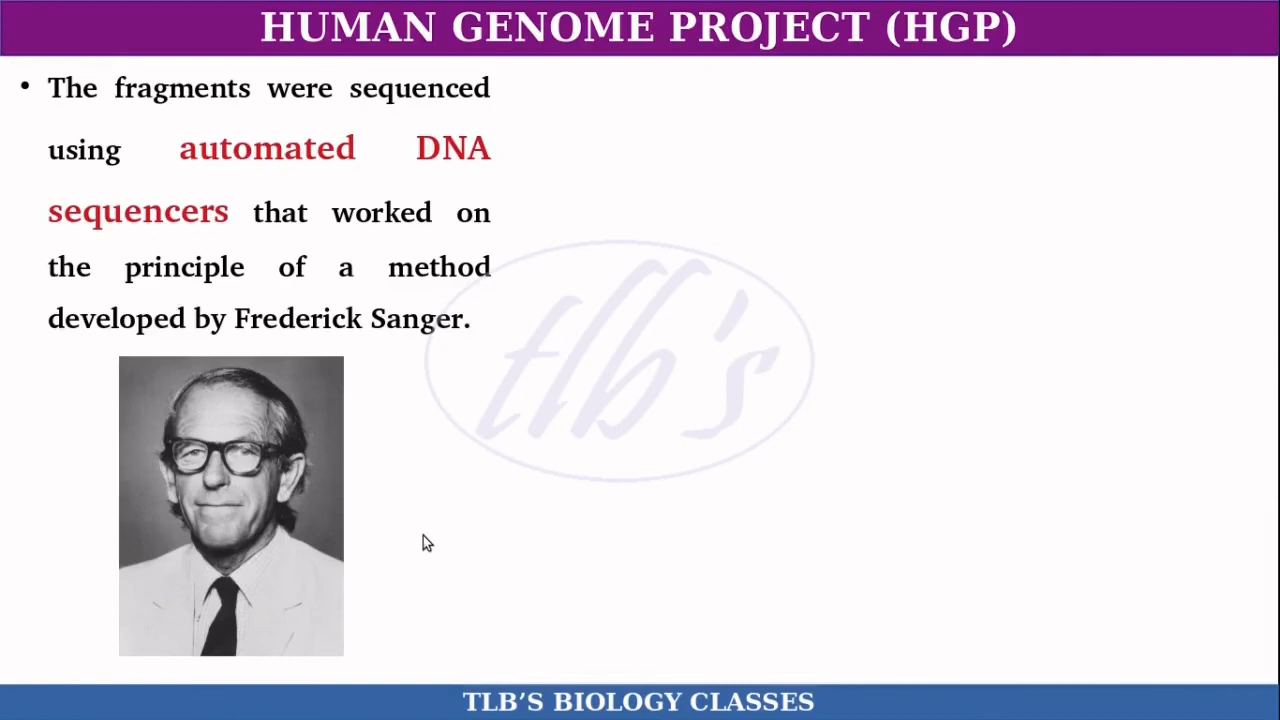 HUMAN GENOME PROJECT (HGP)
• The fragments were sequenced
using automated DNA
sequencers that worked on
the principle of a method
developed by Frederick Sanger.
tlb's
TLB’S BIOLOGY CLASSES